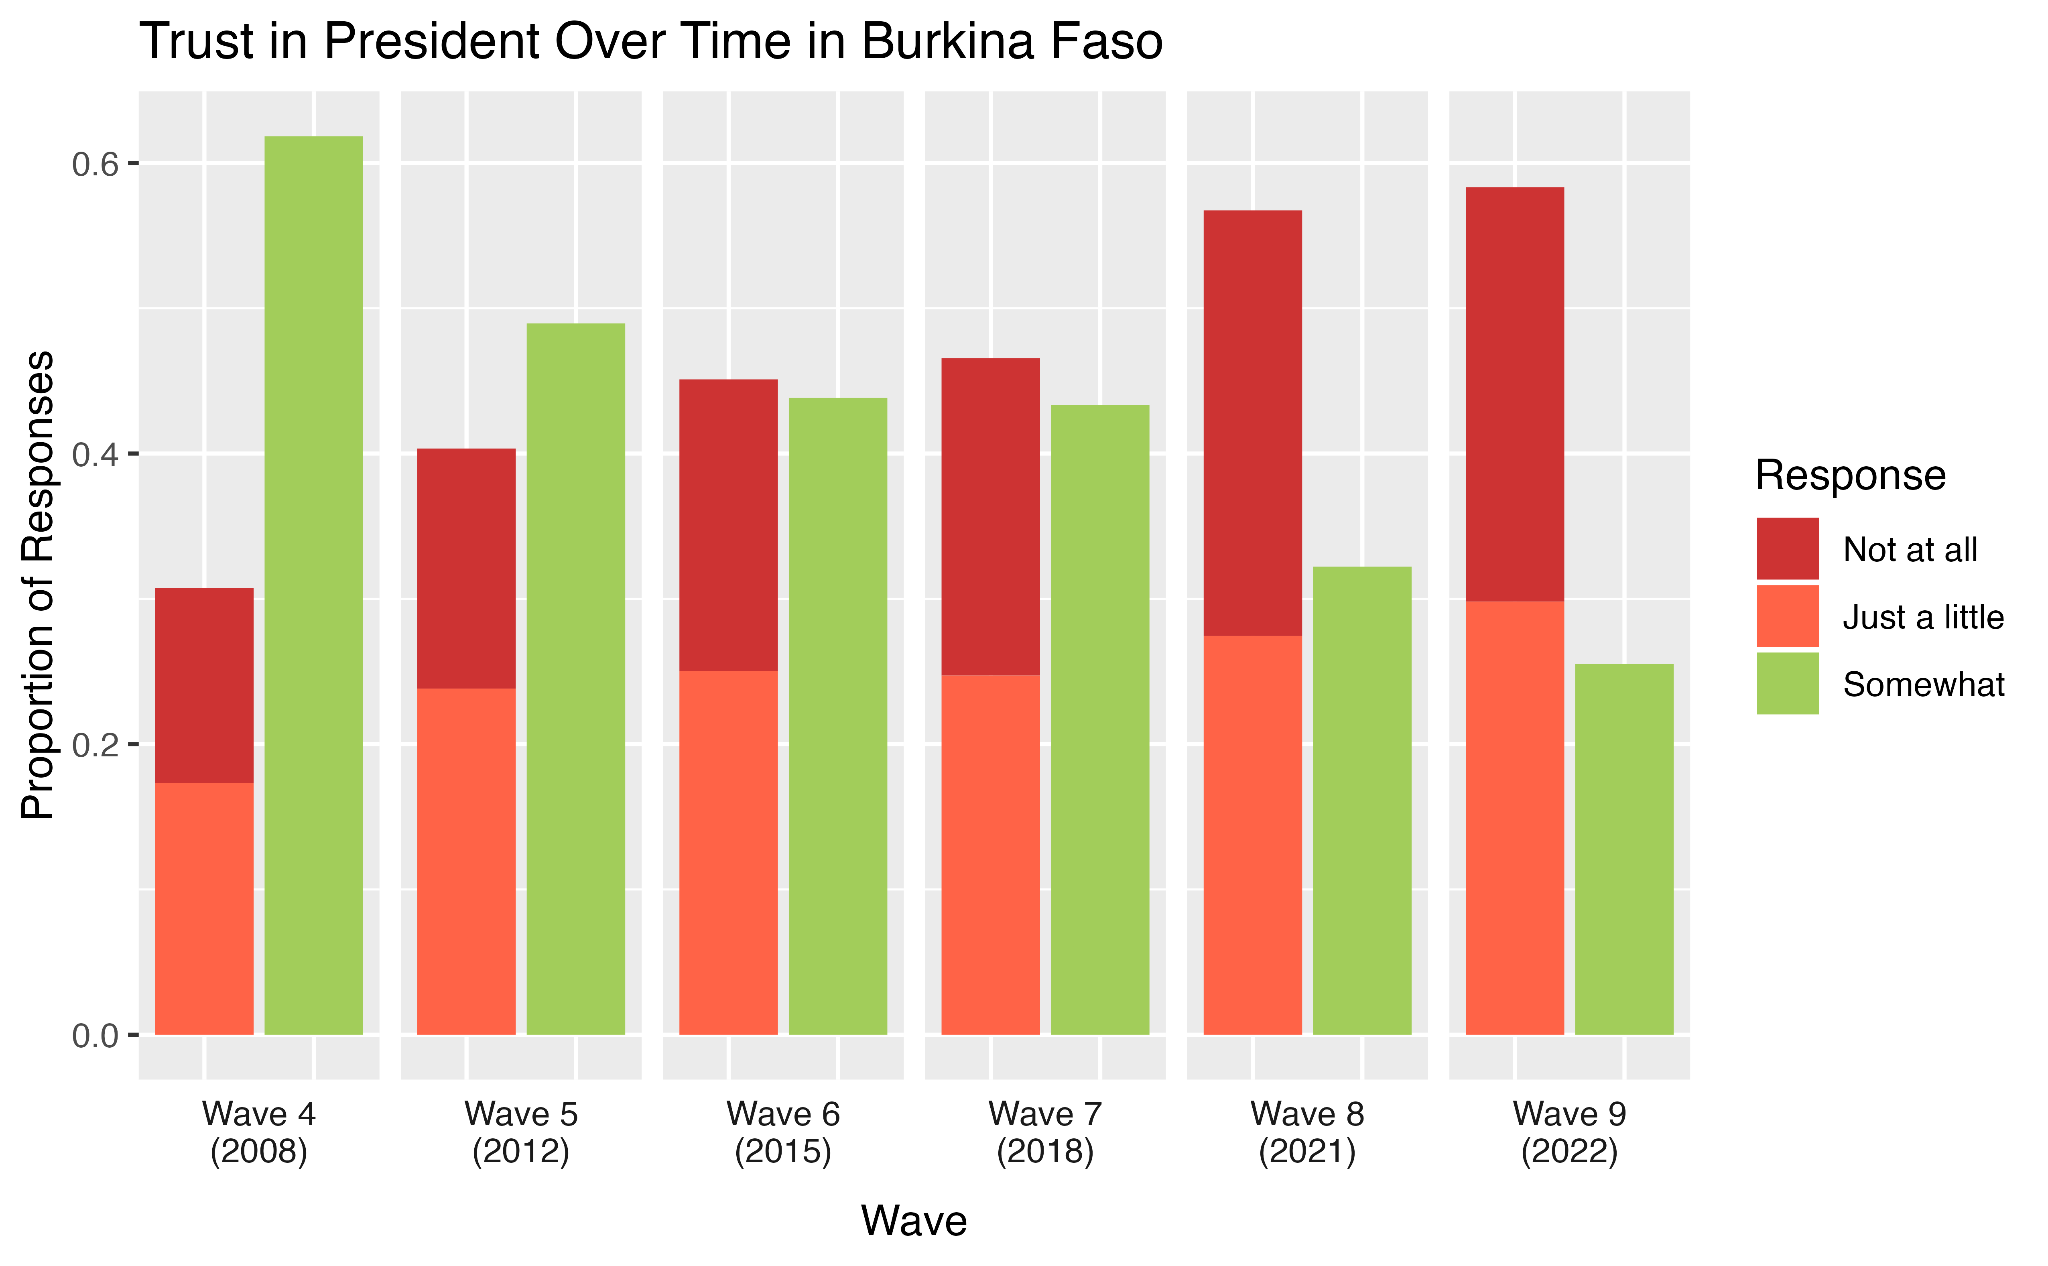 Trust in President Over Time in Burkina Faso
Proportion of Responses
0.6
0.4
0.2
0.0
Wave 4
(2008)
Wave 5
(2012)
Wave 6
(2015)
Wave 7
(2018)
Wave 8
(2021)
Wave 9
(2022)
Wave
Response
Not at all
Just a little
Somewhat